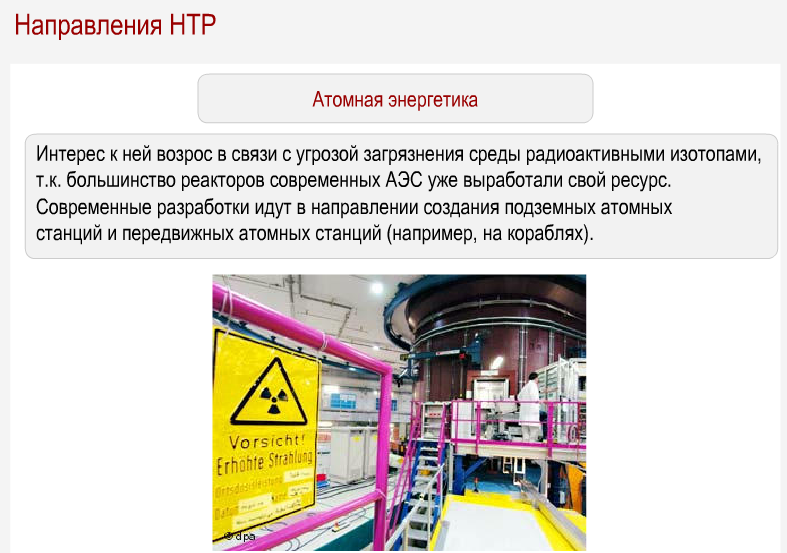 Направления НТР
Атомная энергетика
Интерес к ней возрос в связи с угрозой загрязнения среды радиоактивными изотопами,
т.к. большинство реакторов современных АЭС уже выработали свой ресурс.
Современные разработки идут в направлении создания подземных атомных
станций и передвижных атомных станций (например, на кораблях).
Vorsicht!
Erhöhte Strahlung
Ortsdosisleistung
Datum
© dpa